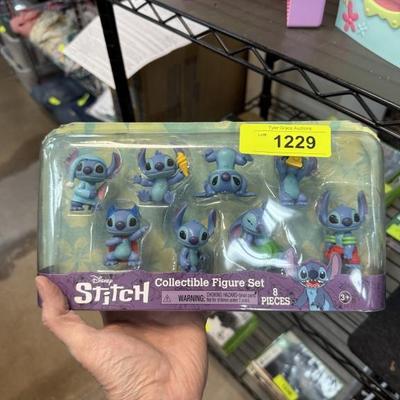 Tyler Grace Auctions
Lot 1229
Disney
Stitch
Collectible Figure Set
WARNING:
8
PIECES
3+